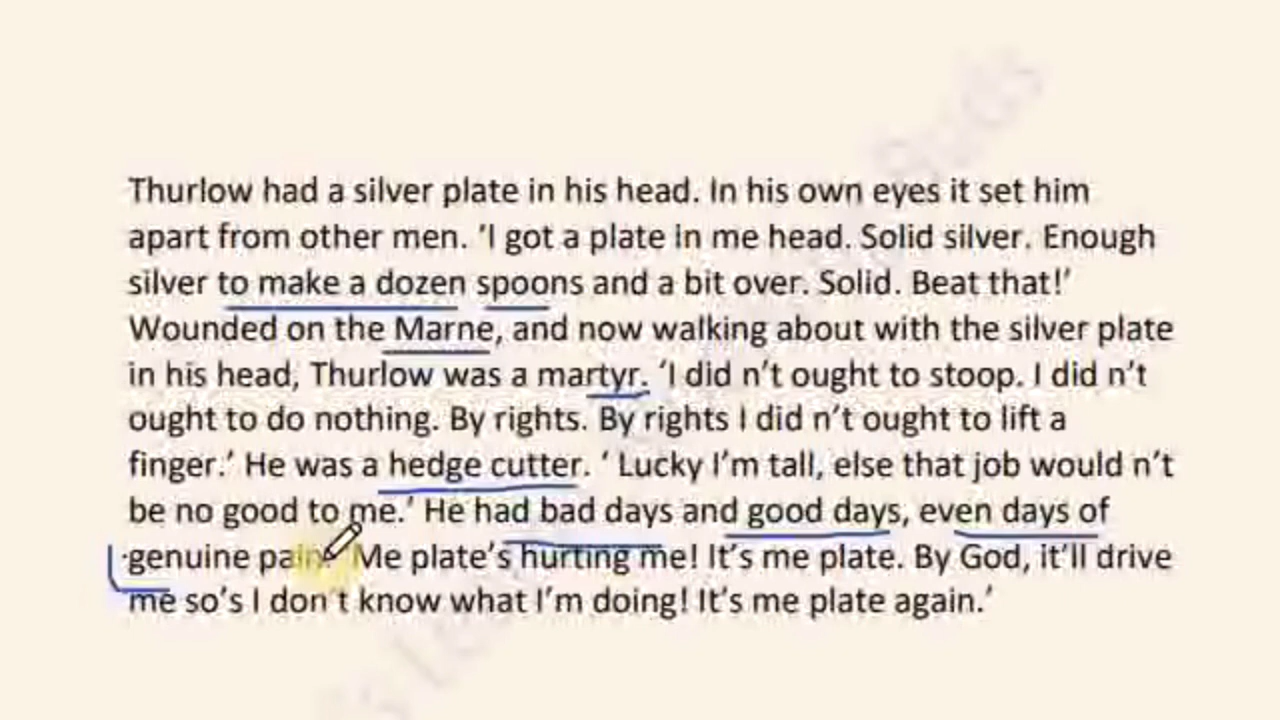 Thurlow had a silver plate in his head. In his own eyes it set him
apart from other men. ‘I got a plate in me head. Solid silver. Enough
silver to make a dozen spoons and a bit over. Solid. Beat that!’
Wounded on the Marne, and now walking about with the silver plate
in his head, Thurlow was a martyr. ‘I did n’t ought to stoop. I did n’t
ought to do nothing. By rights. By rights I did n’t ought to lift a
finger.’ He was a hedge cutter. ‘ Lucky I’m tall, else that job would n’t
be no good to me.’ He had bad days and good days, even days of
genuine pain. ‘Me plate’s hurting me! It’s me plate. By God, it’ll drive
me so’s I don’t know what I’m doing! It’s me plate again.’